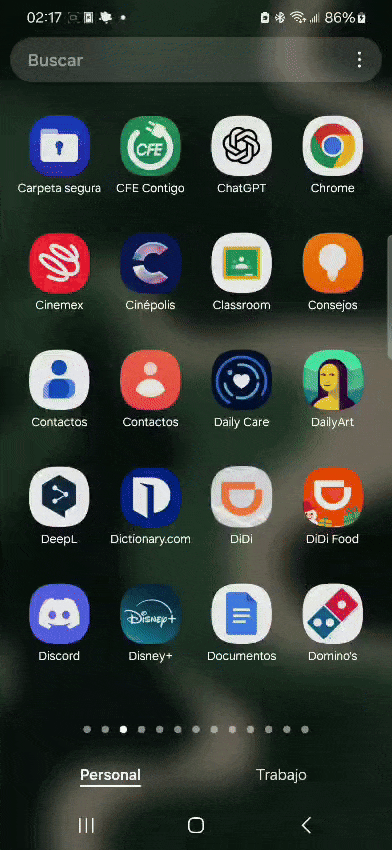 02:17 86%
Buscar
CFE
Carpeta segura CFE Contigo ChatGPT Chrome
Cinemex Cinépolis Classroom Consejos
Contactos Contactos Daily Care DailyArt
DeepL Dictionary.com DiDi DiDi Food
Disney+
Discord Disney+ Documentos Domino's
Personal Trabajo